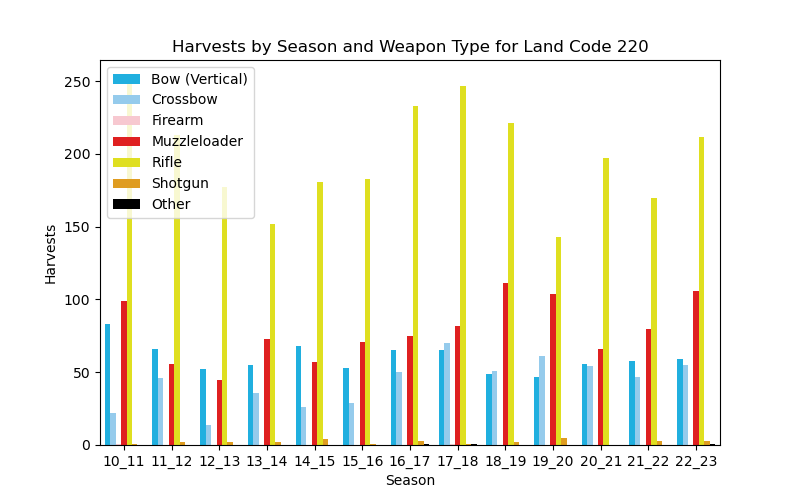 Harvests by Season and Weapon Type for Land Code 220
Harvests
250
200
150
100
50
0
Bow (Vertical)
Crossbow
Firearm
Muzzleloader
Rifle
Shotgun
Other
10_11 11_12 12_13 13_14 14_15 15_16 16_17 17_18 18_19 19_20 20_21 21_22 22_23
Season